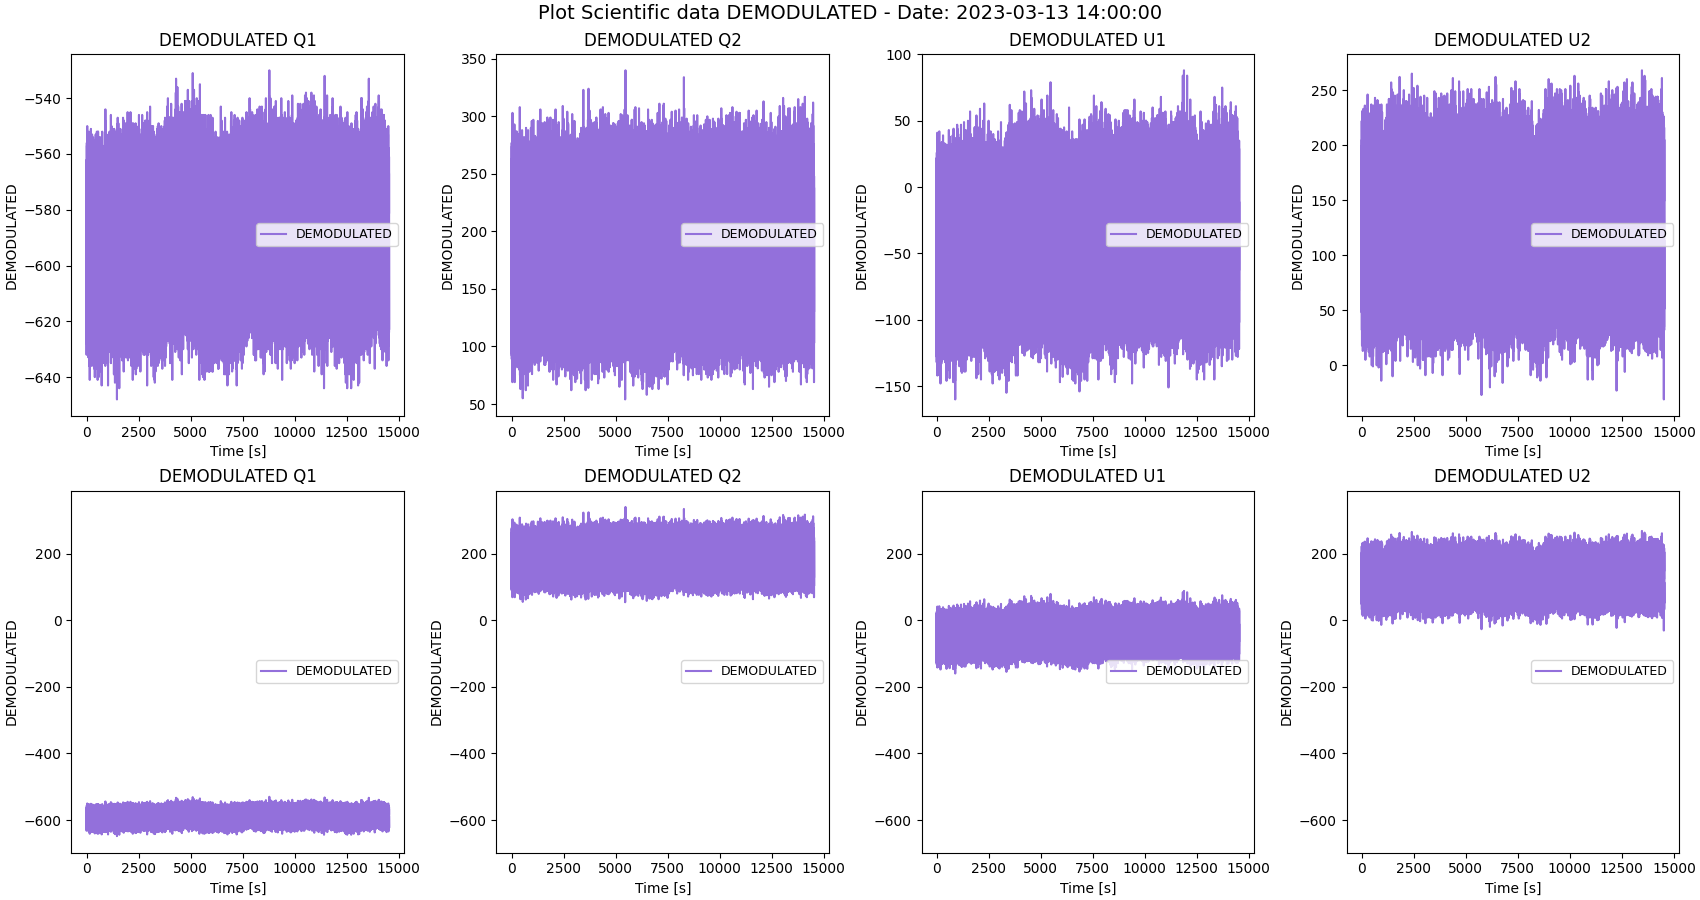 Plot Scientific data DEMODULATED - Date: 2023-03-13 14:00:00
DEMODULATED Q1
DEMODULATED
−540
−560
−580
−600
−620
−640
DEMODULATED
0 2500 5000 7500 10000 12500 15000
Time [s]
DEMODULATED Q2
DEMODULATED
350
300
250
200
150
100
50
DEMODULATED
0 2500 5000 7500 10000 12500 15000
Time [s]
DEMODULATED U1
DEMODULATED
100
50
0
−50
−100
−150
DEMODULATED
0 2500 5000 7500 10000 12500 15000
Time [s]
DEMODULATED U2
DEMODULATED
250
200
150
100
50
0
DEMODULATED
0 2500 5000 7500 10000 12500 15000
Time [s]
DEMODULATED Q1
DEMODULATED
200
0
−200
−400
−600
DEMODULATED
0 2500 5000 7500 10000 12500 15000
Time [s]
DEMODULATED Q2
DEMODULATED
200
0
−200
−400
−600
DEMODULATED
0 2500 5000 7500 10000 12500 15000
Time [s]
DEMODULATED U1
DEMODULATED
200
0
−200
−400
−600
DEMODULATED
0 2500 5000 7500 10000 12500 15000
Time [s]
DEMODULATED U2
DEMODULATED
200
0
−200
−400
−600
DEMODULATED
0 2500 5000 7500 10000 12500 15000
Time [s]